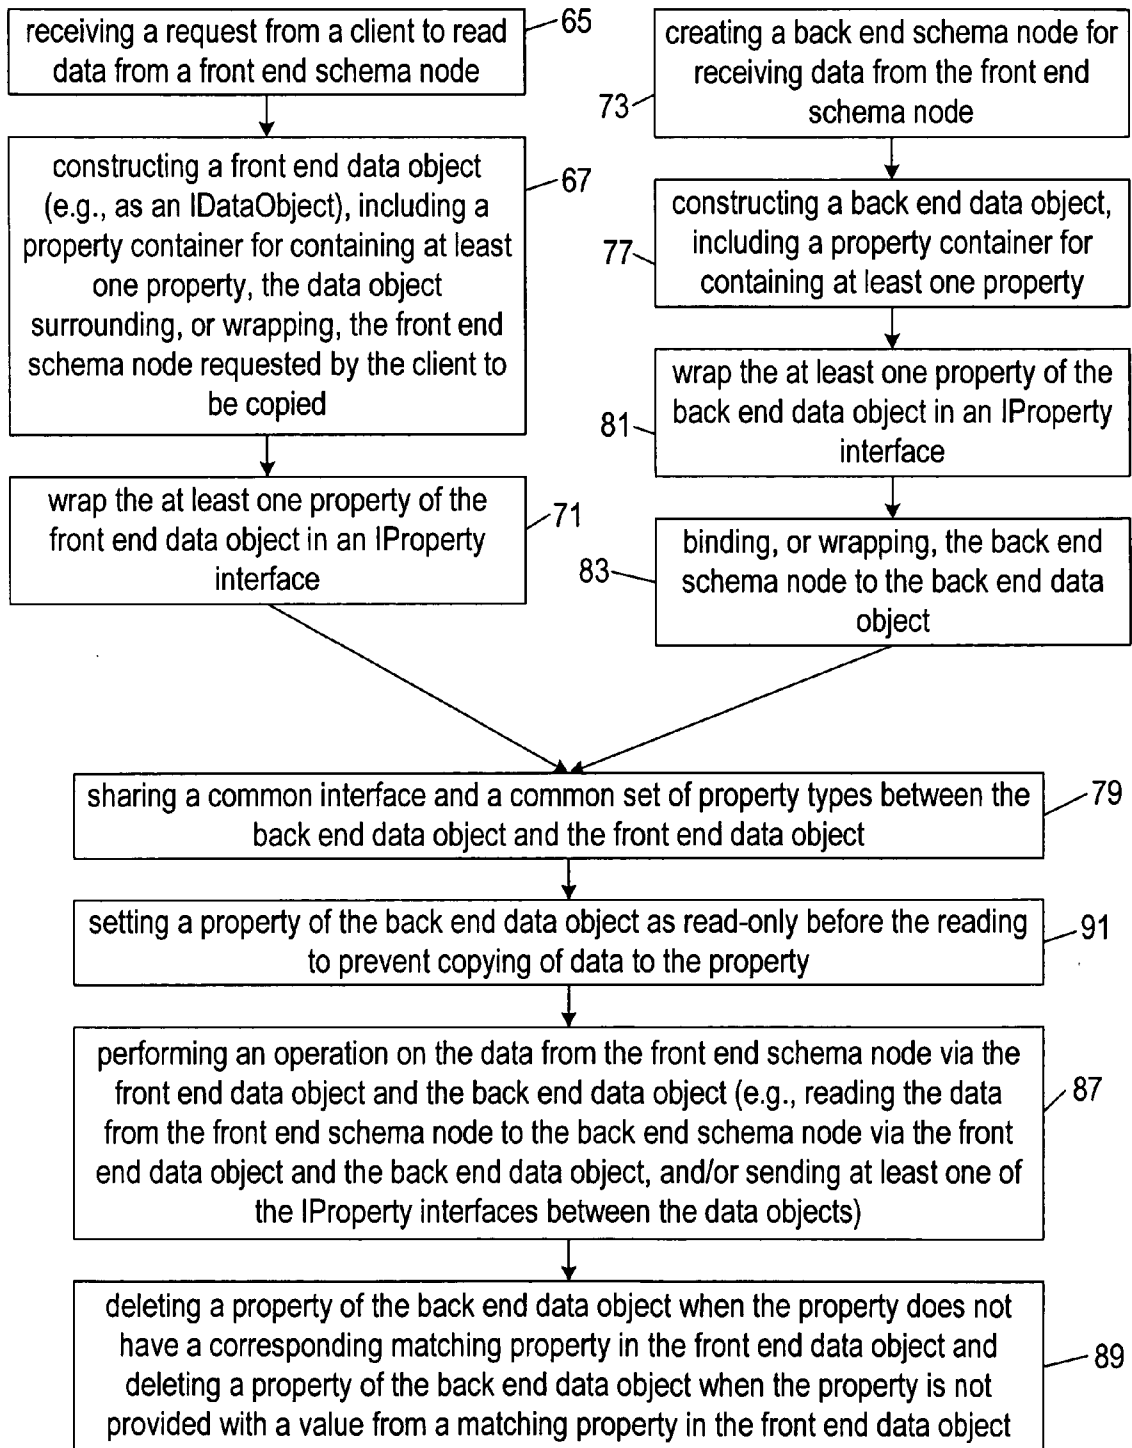 receiving a request from a client to read
data from a front end schema node
65
constructing a front end data object
(e.g., as an IDataObject), including a
property container for containing at least
one property, the data object
surrounding, or wrapping, the front end
schema node requested by the client to
be copied
67
wrap the at least one property of the
front end data object in an IProperty
interface
71
creating a back end schema node for
receiving data from the front end
schema node
73
constructing a back end data object,
including a property container for
containing at least one property
77
wrap the at least one property of the
back end data object in an IProperty
interface
81
binding, or wrapping, the back end
schema node to the back end data
object
83
sharing a common interface and a common set of property types between the
back end data object and the front end data object
79
setting a property of the back end data object as read-only before the reading
to prevent copying of data to the property
91
performing an operation on the data from the front end schema node via the
front end data object and the back end data object (e.g., reading the data
from the front end schema node to the back end schema node via the front
end data object and the back end data object, and/or sending at least one of
the IProperty interfaces between the data objects)
87
deleting a property of the back end data object when the property does not
have a corresponding matching property in the front end data object and
deleting a property of the back end data object when the property is not
provided with a value from a matching property in the front end data object
89